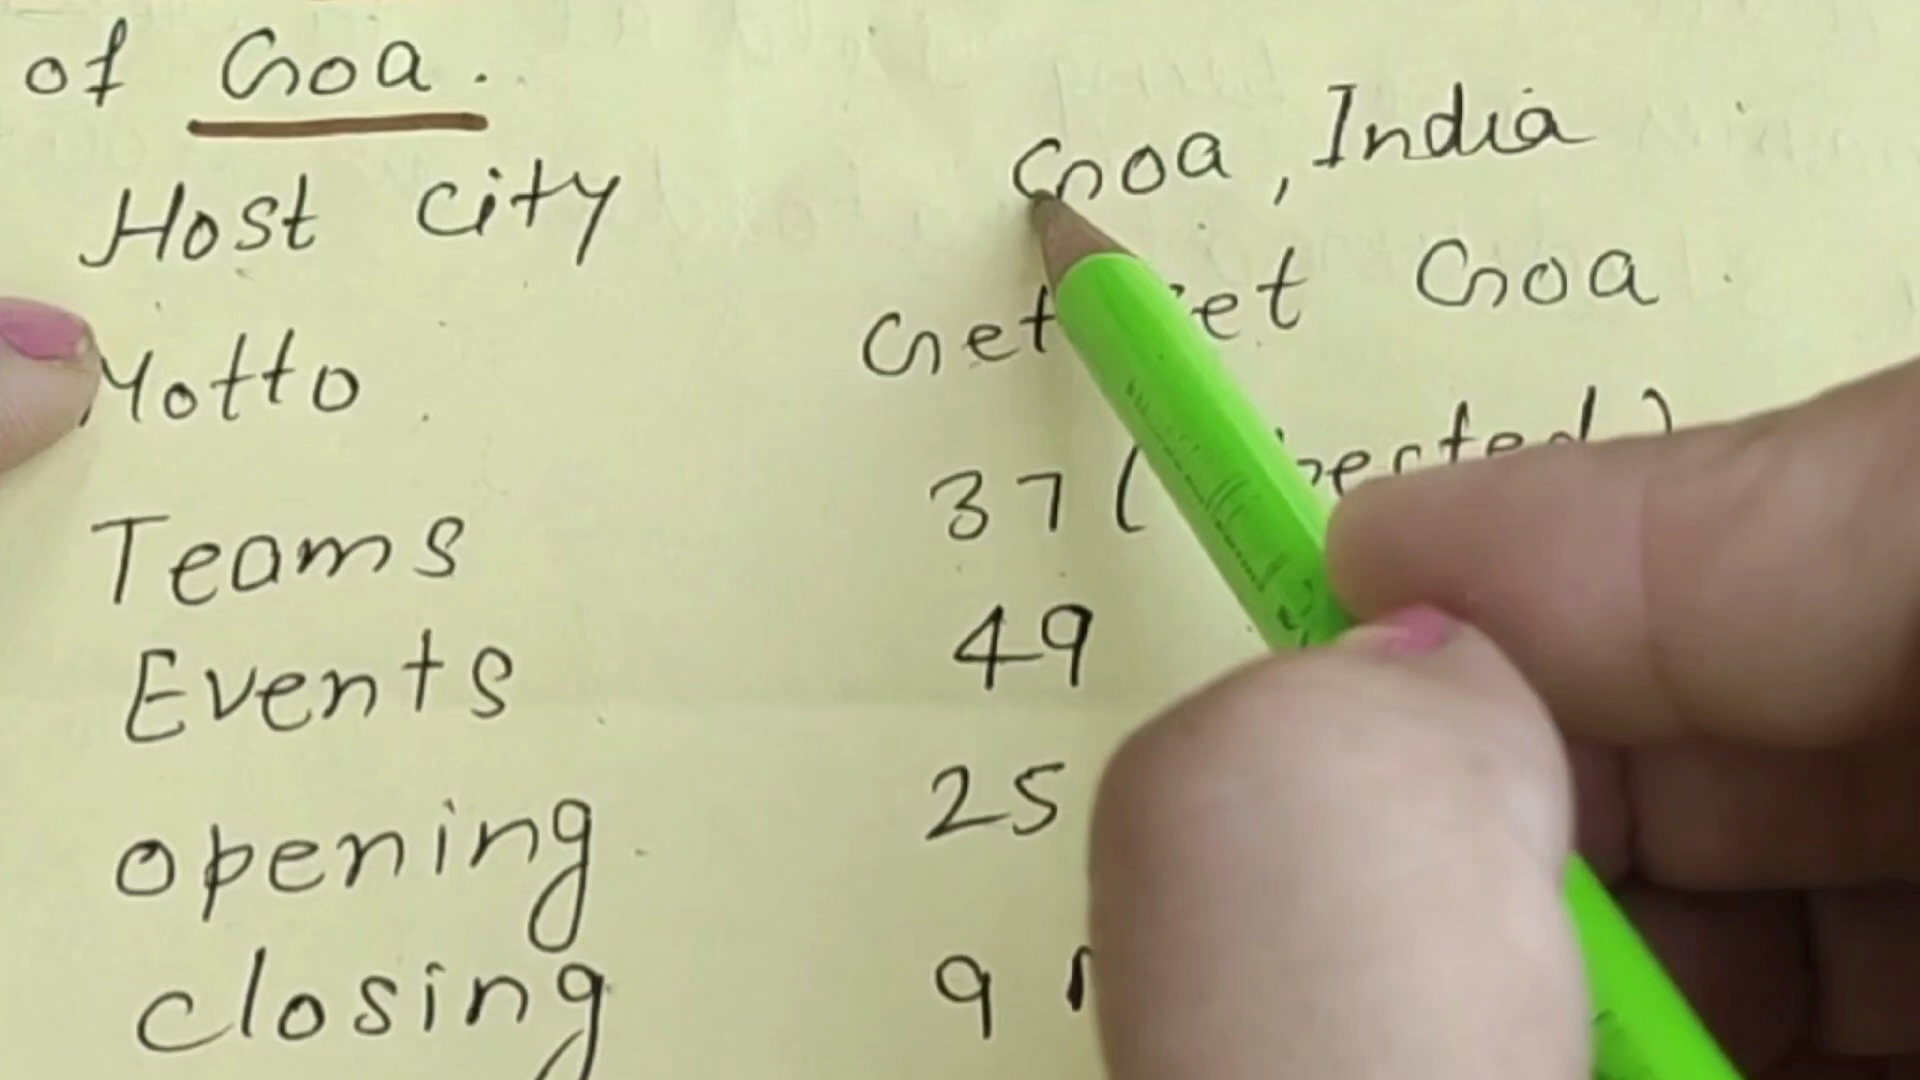 of Goa.
Host city Goa, India
Motto Get Goa
Teams 37 (
Events 49
opening 25
closing 9